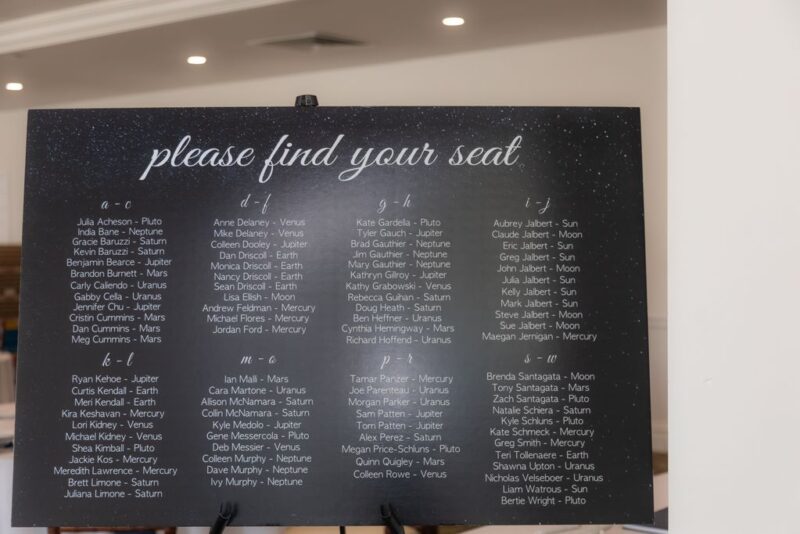 please find your seat
a - c
Julia Acheson - Pluto
India Bane - Neptune
Gracie Baruzzi - Saturn
Kevin Baruzzi - Saturn
Benjamin Bearce - Jupiter
Brandon Burnett - Mars
Carly Caliendo - Uranus
Gabby Cella - Uranus
Jennifer Chu - Jupiter
Cristin Cummins - Mars
Dan Cummins - Mars
Meg Cummins - Mars
d - f
Anne Delaney - Venus
Mike Delaney - Venus
Colleen Dooley - Jupiter
Dan Driscoll - Earth
Monica Driscoll - Earth
Nancy Driscoll - Earth
Sean Driscoll - Earth
Lisa Ellish - Moon
Andrew Feldman - Mercury
Michael Flores - Mercury
Jordan Ford - Mercury
g - h
Kate Gardella - Pluto
Tyler Gauch - Jupiter
Brad Gauthier - Neptune
Jim Gauthier - Neptune
Mary Gauthier - Neptune
Kathryn Gilroy - Jupiter
Kathy Grabowski - Venus
Rebecca Guihan - Saturn
Doug Heath - Saturn
Ben Heffner - Uranus
Cynthia Hemingway - Mars
Richard Hoffend - Uranus
i - j
Aubrey Jalbert - Sun
Claude Jalbert - Moon
Eric Jalbert - Sun
Greg Jalbert - Sun
John Jalbert - Moon
Julia Jalbert - Sun
Kelly Jalbert - Sun
Mark Jalbert - Sun
Steve Jalbert - Moon
Sue Jalbert - Moon
Maegan Jernigan - Mercury
k - l
Ryan Kehoe - Jupiter
Curtis Kendall - Earth
Meri Kendall - Earth
Kira Keshavan - Mercury
Lori Kidney - Venus
Michael Kidney - Venus
Shea Kimball - Pluto
Jackie Kos - Mercury
Meredith Lawrence - Mercury
Brett Limone - Saturn
Juliana Limone - Saturn
m - o
Ian Malli - Mars
Cara Martone - Uranus
Allison McNamara - Saturn
Collin McNamara - Saturn
Kyle Medolo - Jupiter
Gene Messercola - Pluto
Deb Messier - Venus
Colleen Murphy - Neptune
Dave Murphy - Neptune
Ivy Murphy - Neptune
p - r
Tamar Panzer - Mercury
Joe Parenteau - Uranus
Morgan Parker - Uranus
Sam Patten - Jupiter
Tom Patten - Jupiter
Alex Perez - Saturn
Megan Price-Schluns - Pluto
Quinn Quigley - Mars
Colleen Rowe - Venus
s - w
Brenda Santagata - Moon
Tony Santagata - Mars
Zach Santagata - Pluto
Natalie Schiera - Saturn
Kyle Schluns - Pluto
Kate Schmeck - Mercury
Greg Smith - Mercury
Teri Tollenaere - Earth
Shawna Upton - Uranus
Nicholas Velseboer - Uranus
Liam Watrous - Sun
Bertie Wright - Pluto